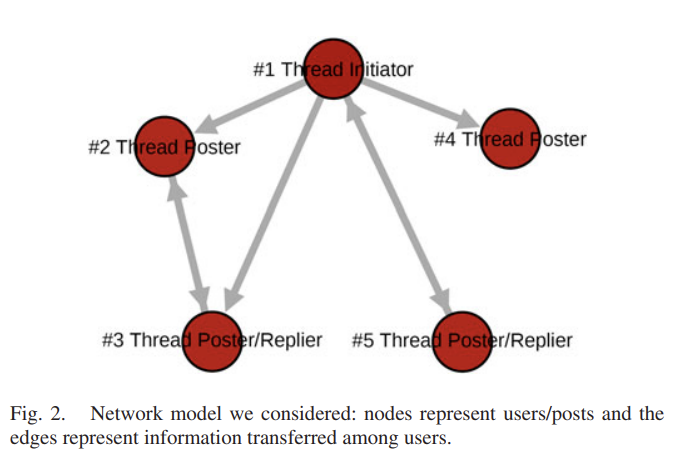 #1 Thread Initiator
#2 Thread Poster
#4 Thread Poster
#3 Thread Poster/Replier
#5 Thread Poster/Replier
Fig. 2. Network model we considered: nodes represent users/posts and the
edges represent information transferred among users.